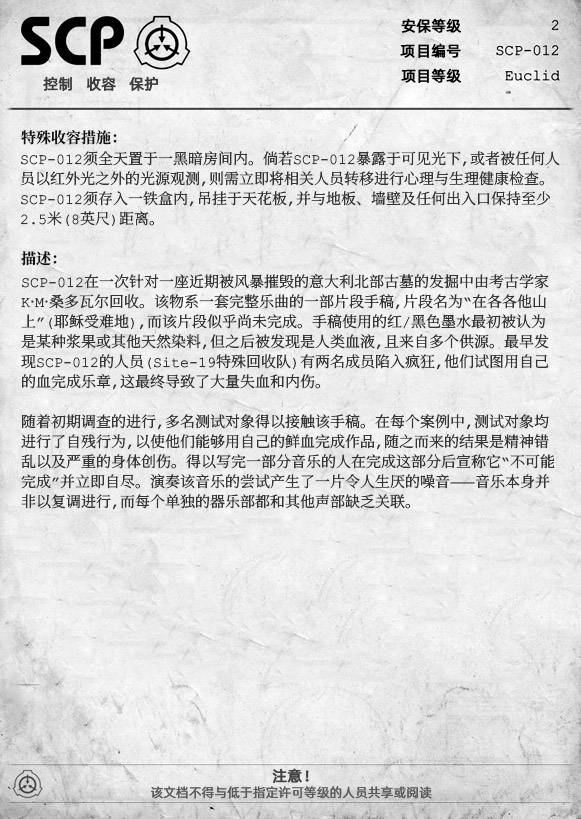 SCP
控制 收容 保护
安保等级 2
项目编号 SCP-012
项目等级 Euclid
特殊收容措施:
SCP-012须全天置于一黑暗房间内。倘若SCP-012暴露于可见光下,或者被任何人
员以红外光之外的光源观测,则需立即将相关人员转移进行心理与生理健康检查。
SCP-012须存入一铁盒内,吊挂于天花板,并与地板、墙壁及任何出入口保持至少
2.5米(8英尺)距离。
描述:
SCP-012在一次针对一座近期被风暴摧毁的意大利北部古墓的发掘中由考古学家
K·M·桑多瓦尔回收。该物系一套完整乐曲的一部片段手稿,片段名为“在各各他山
上”(耶稣受难地),而该片段似乎尚未完成。手稿使用的红/黑色墨水最初被认为
是某种浆果或其他天然染料,但之后被发现是人类血液,且来自多个供源。最早发
现SCP-012的人员(Site-19特殊回收队)有两名成员陷入疯狂,他们试图用自己
的血完成乐章,这最终导致了大量失血和内伤。
随着初期调查的进行,多名测试对象得以接触该手稿。在每个案例中,测试对象均
进行了自残行为,以使他们能够用自己的鲜血完成作品,随之而来的结果是精神错
乱以及严重的身体创伤。得以写完一部分音乐的人在完成这部分后宣称它“不可能
完成”并立即自尽。演奏该音乐的尝试产生了一片令人生厌的噪音——音乐本身并
非以复调进行,而每个单独的器乐部都和其他声部缺乏关联。
注意!
该文档不得与低于指定许可等级的人员共享或阅读